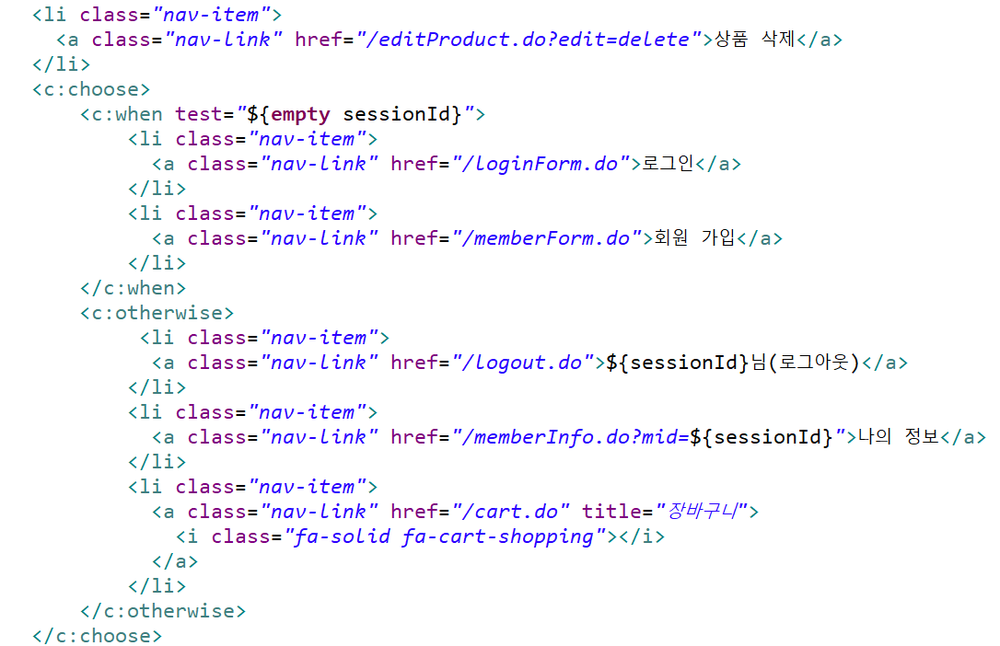 <li class="nav-item">
  <a class="nav-link" href="/editProduct.do?edit=delete">상품 삭제</a>
</li>
<c:choose>
    <c:when test="${empty sessionId}">
        <li class="nav-item">
          <a class="nav-link" href="/loginForm.do">로그인</a>
        </li>
        <li class="nav-item">
          <a class="nav-link" href="/memberForm.do">회원 가입</a>
        </li>
    </c:when>
    <c:otherwise>
         <li class="nav-item">
          <a class="nav-link" href="/logout.do">${sessionId}님(로그아웃)</a>
        </li>
        <li class="nav-item">
          <a class="nav-link" href="/memberInfo.do?mid=${sessionId}">나의 정보</a>
        </li>
        <li class="nav-item">
          <a class="nav-link" href="/cart.do" title="장바구니">
            <i class="fa-solid fa-cart-shopping"></i>
          </a>
        </li>
    </c:otherwise>
</c:choose>